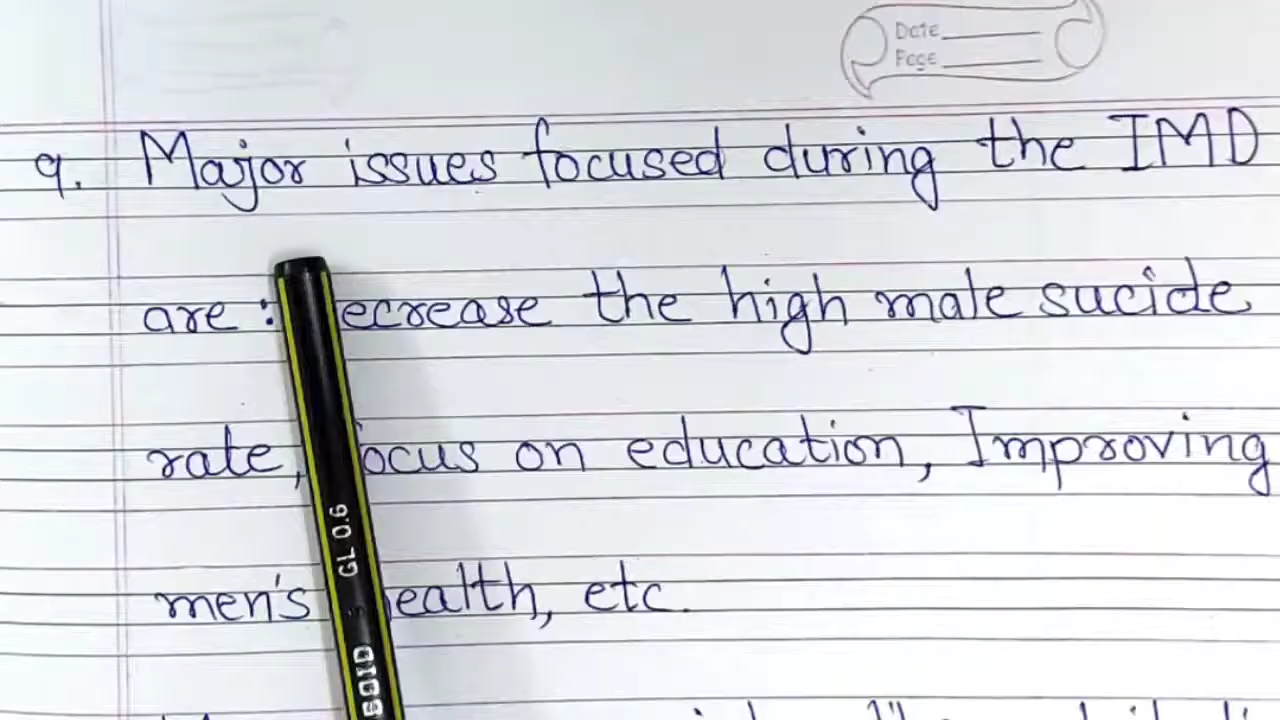 Date
Page
9. Major issues focused during the IMD
are : ecrease the high male sucide
rate, ocus on education, Improving
men's ealth, etc.
GL 0.6